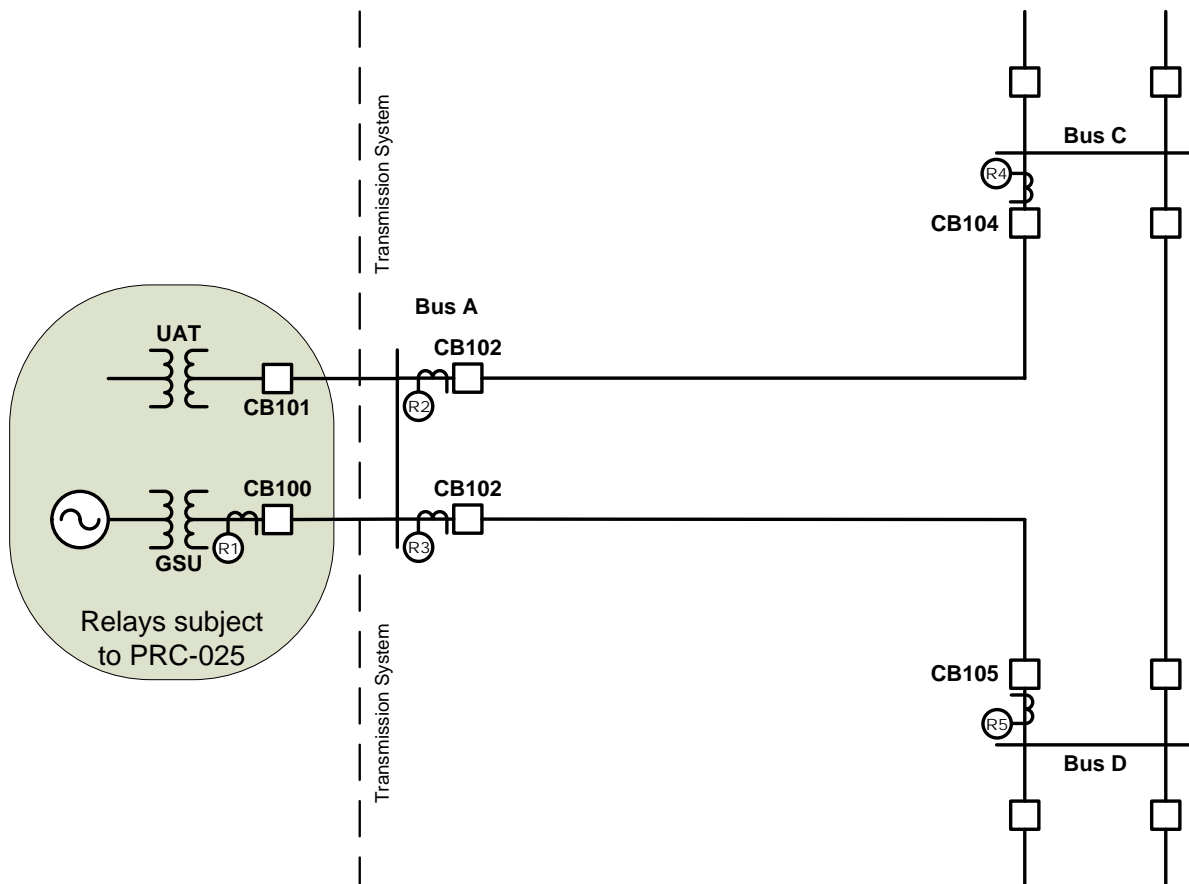 Transmission System
Bus C
R4
CB104
Bus A
UAT
CB102
CB101
R2
CB100
CB102
R1
R3
GSU
Relays subject
to PRC-025
Transmission System
CB105
R5
Bus D